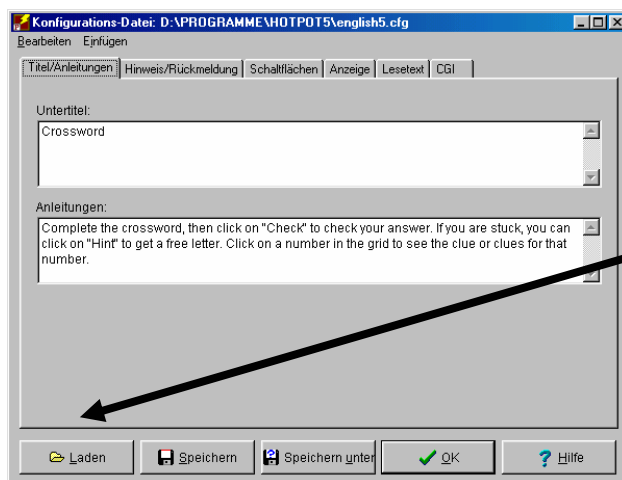 Konfigurations-Datei: D:\PROGRAMME\HOTPOT5\english5.cfg
Bearbeiten Einfügen
Titel/Anleitungen Hinweis/Rückmeldung Schaltflächen Anzeige Lesetext CGI
Untertitel:
Crossword
Anleitungen:
Complete the crossword, then click on "Check" to check your answer. If you are stuck, you can
click on "Hint" to get a free letter. Click on a number in the grid to see the clue or clues for that
number.
Laden Speichern Speichern unter OK Hilfe